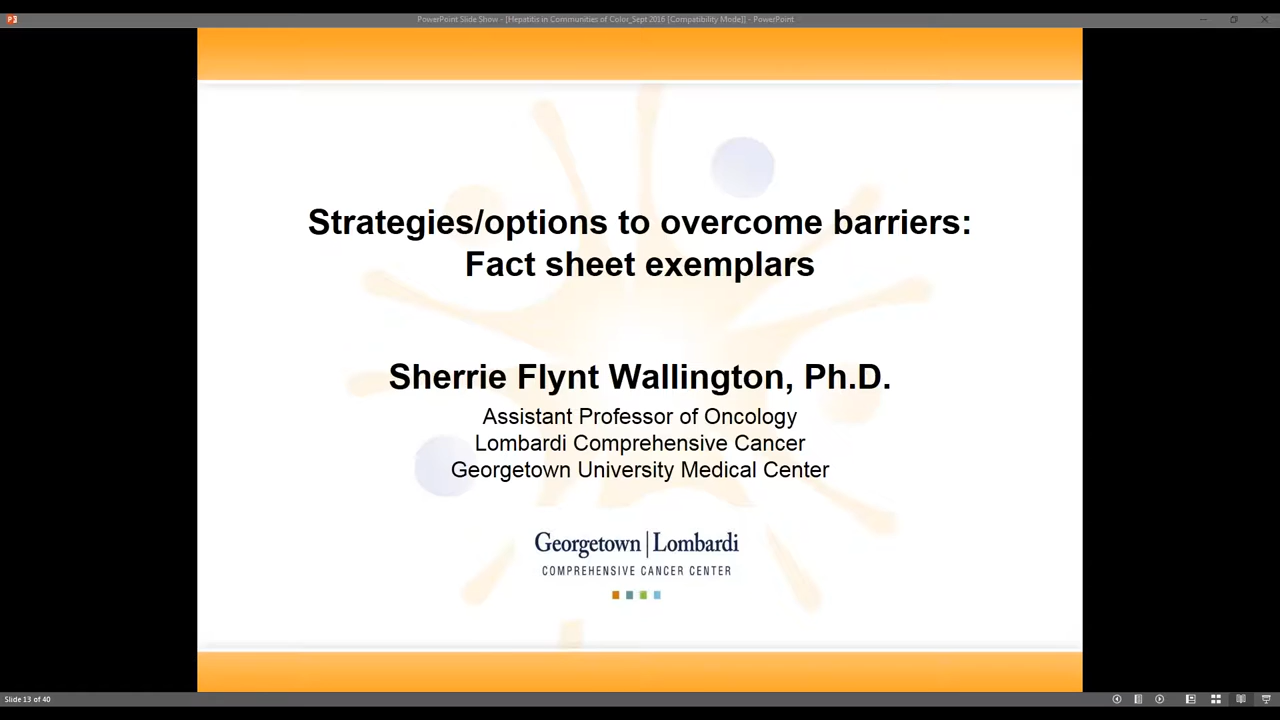 PowerPoint Slide Show - [Hepatitis in Communities of Color_Sept 2016 [Compatibility Mode]] - PowerPoint
Strategies/options to overcome barriers:
Fact sheet exemplars
Sherrie Flynt Wallington, Ph.D.
Assistant Professor of Oncology
Lombardi Comprehensive Cancer
Georgetown University Medical Center
Georgetown | Lombardi
COMPREHENSIVE CANCER CENTER
Slide 13 of 40